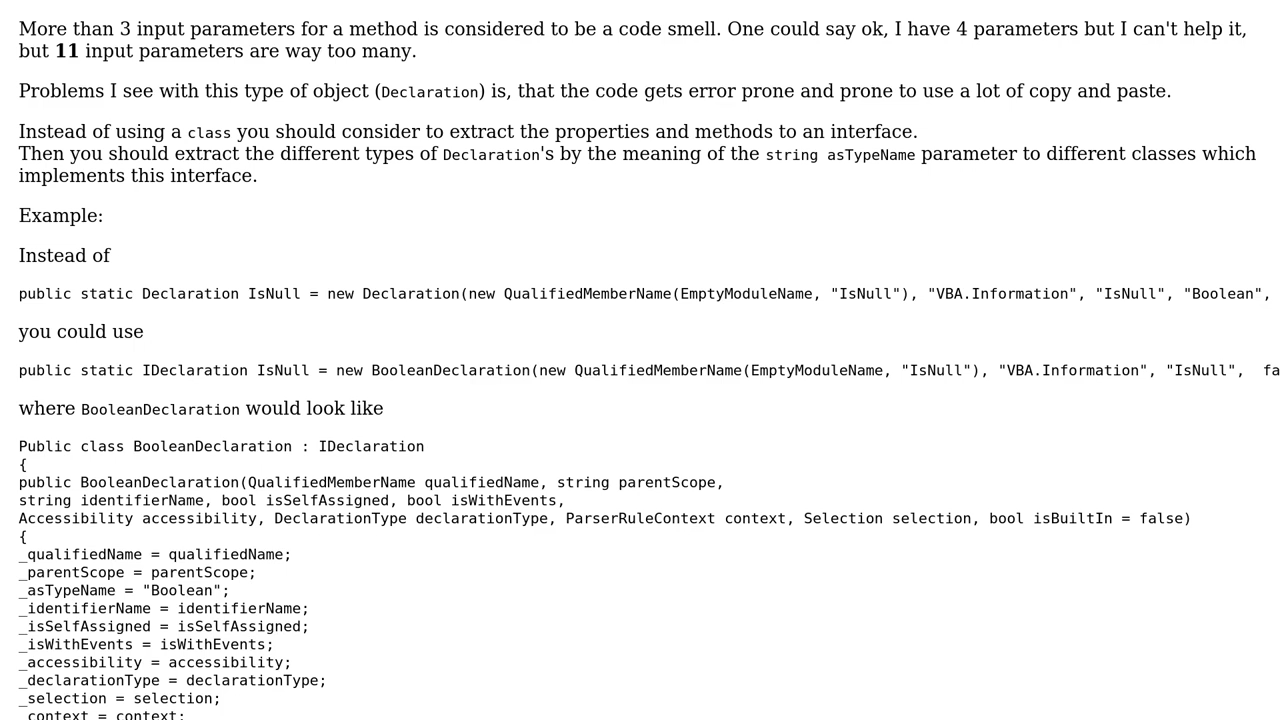 More than 3 input parameters for a method is considered to be a code smell. One could say ok, I have 4 parameters but I can't help it,
but 11 input parameters are way too many.
Problems I see with this type of object (Declaration) is, that the code gets error prone and prone to use a lot of copy and paste.
Instead of using a class you should consider to extract the properties and methods to an interface.
Then you should extract the different types of Declaration's by the meaning of the string asTypeName parameter to different classes which
implements this interface.
Example:
Instead of
public static Declaration IsNull = new Declaration(new QualifiedMemberName(EmptyModuleName, "IsNull"), "VBA.Information", "IsNull", "Boolean",
you could use
public static IDeclaration IsNull = new BooleanDeclaration(new QualifiedMemberName(EmptyModuleName, "IsNull"), "VBA.Information", "IsNull",  fa
where BooleanDeclaration would look like
Public class BooleanDeclaration : IDeclaration
{
public BooleanDeclaration(QualifiedMemberName qualifiedName, string parentScope,
string identifierName, bool isSelfAssigned, bool isWithEvents,
Accessibility accessibility, DeclarationType declarationType, ParserRuleContext context, Selection selection, bool isBuiltIn = false)
{
_qualifiedName = qualifiedName;
_parentScope = parentScope;
_asTypeName = "Boolean";
_identifierName = identifierName;
_isSelfAssigned = isSelfAssigned;
_isWithEvents = isWithEvents;
_accessibility = accessibility;
_declarationType = declarationType;
_selection = selection;
_context = context;